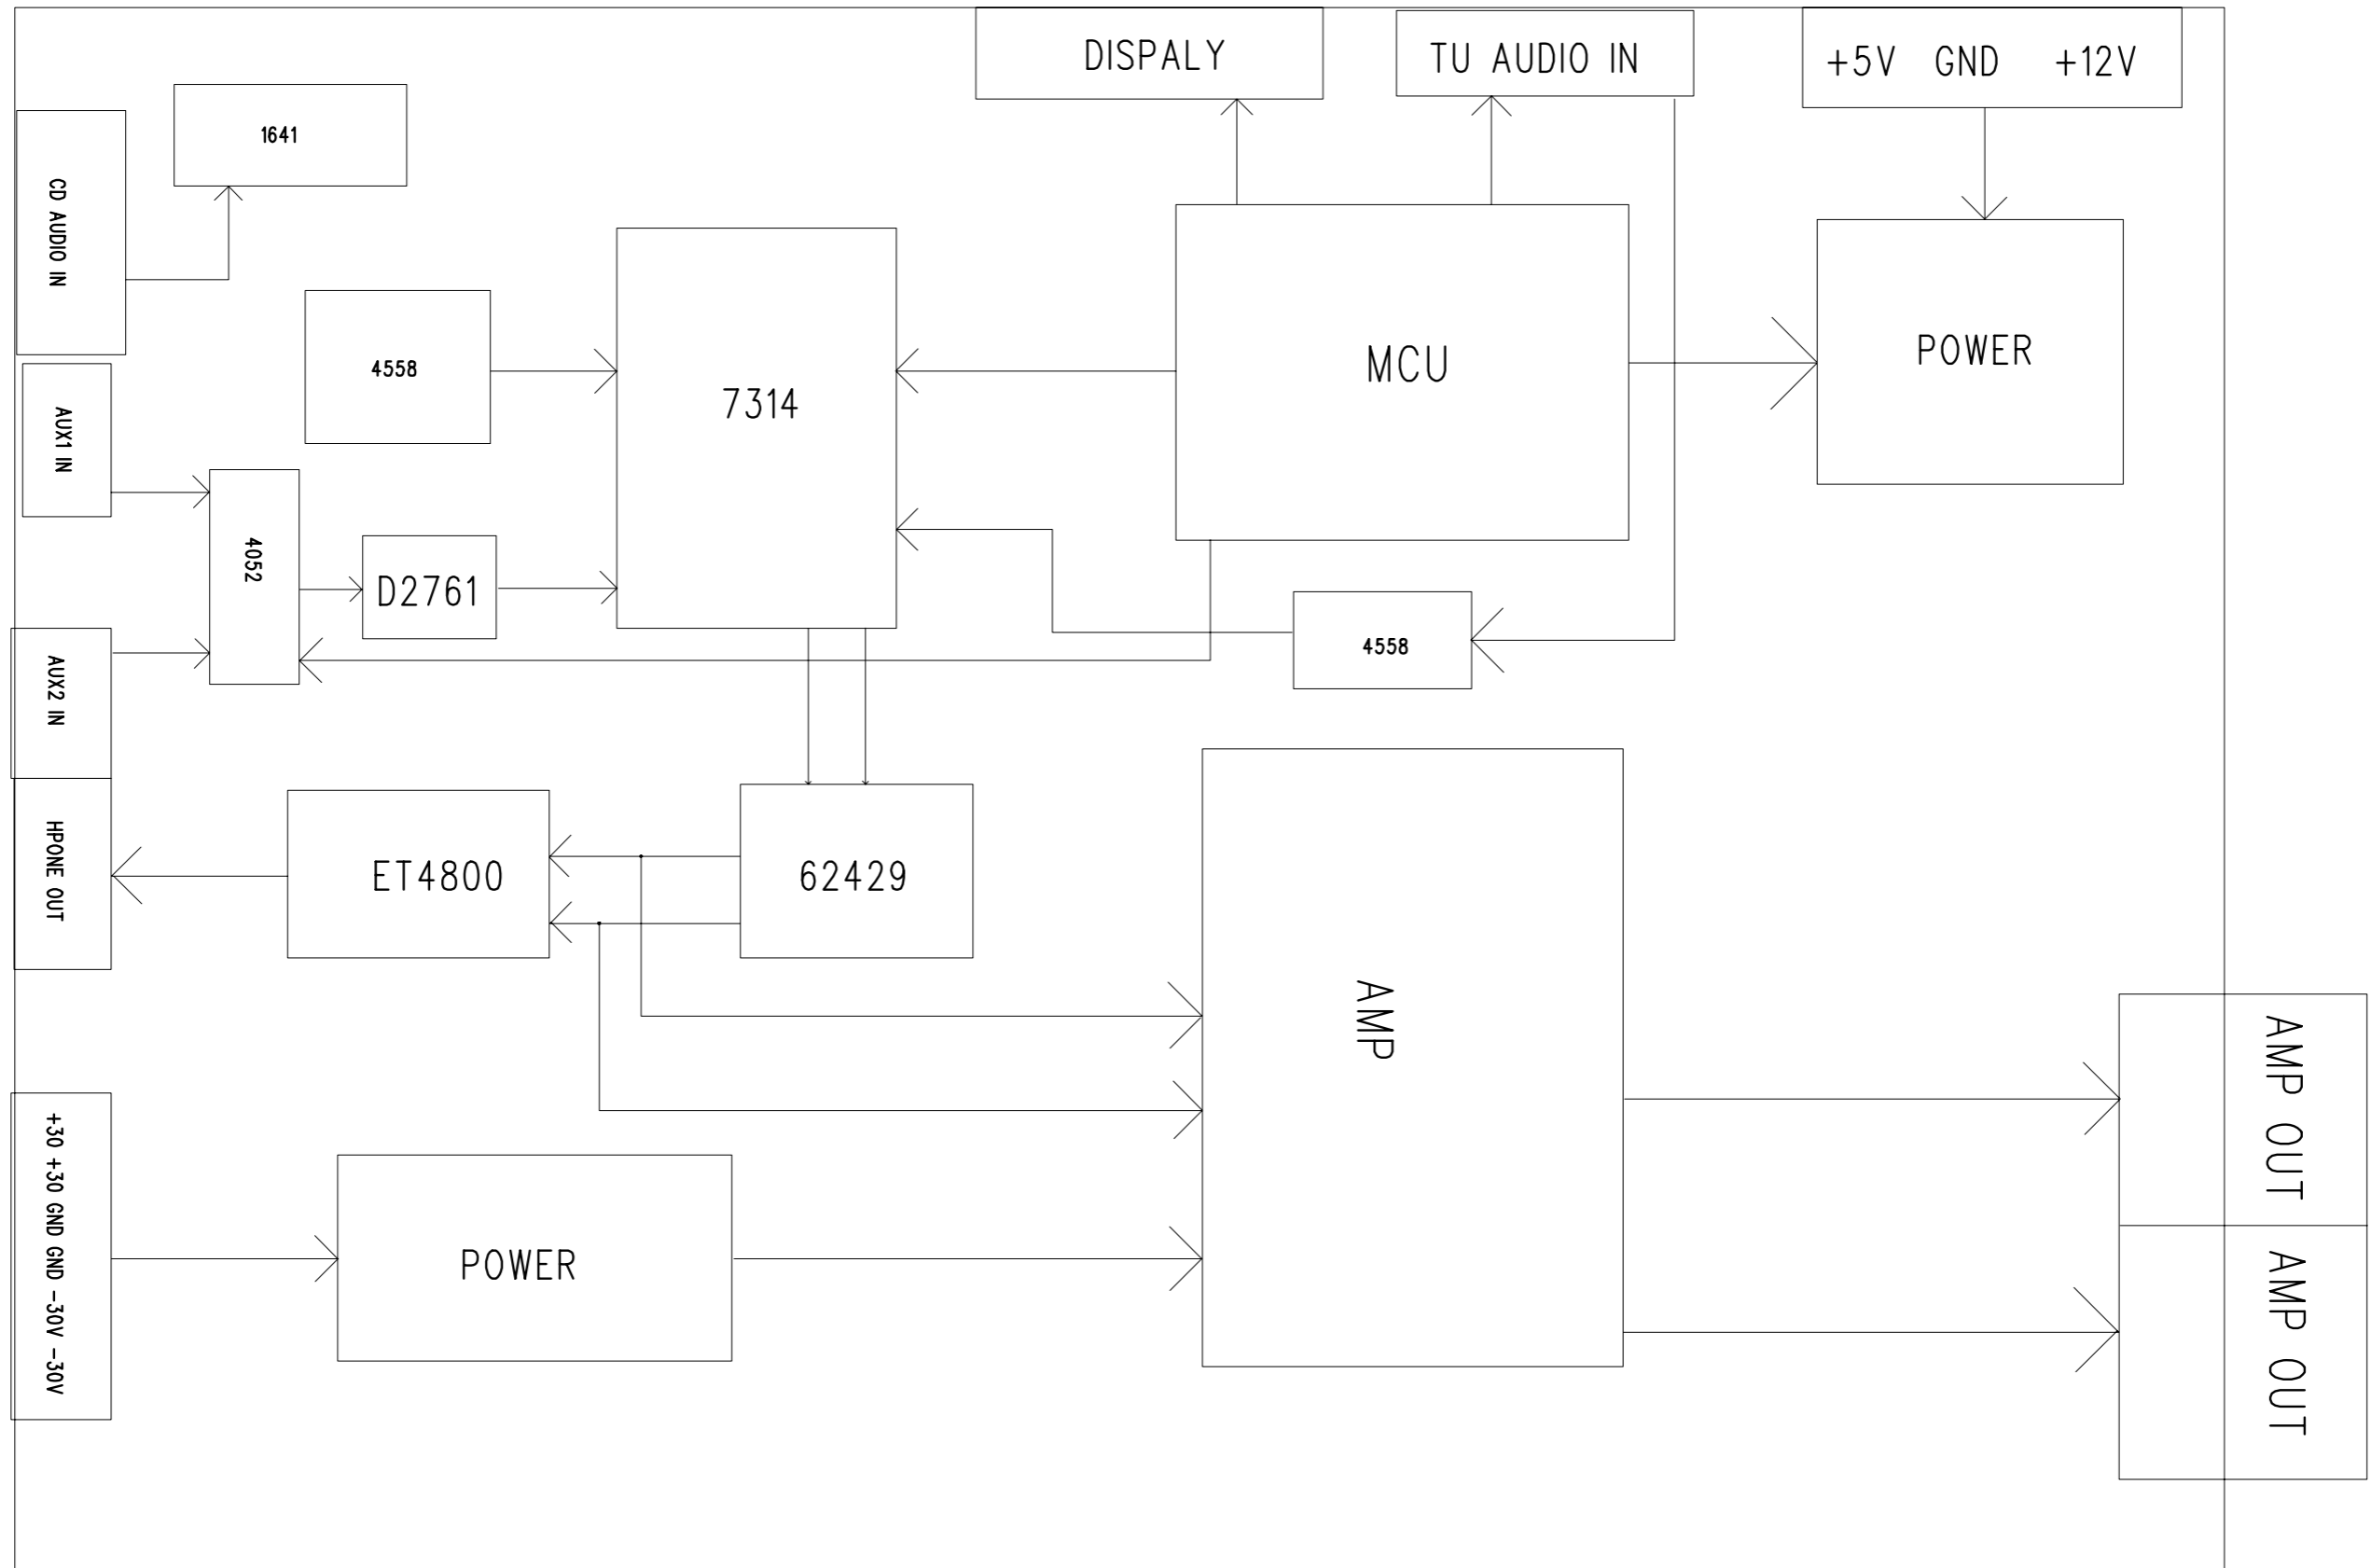 DISPALY
TU AUDIO IN
+5V GND +12V
1641
CD AUDIO IN
4558
7314
MCU
POWER
AUX1 IN
4052
D2761
4558
AUX2 IN
HPONE OUT
ET4800
62429
AMP
AMP OUT
+30 +30 GND GND -30V -30V
POWER
AMP OUT